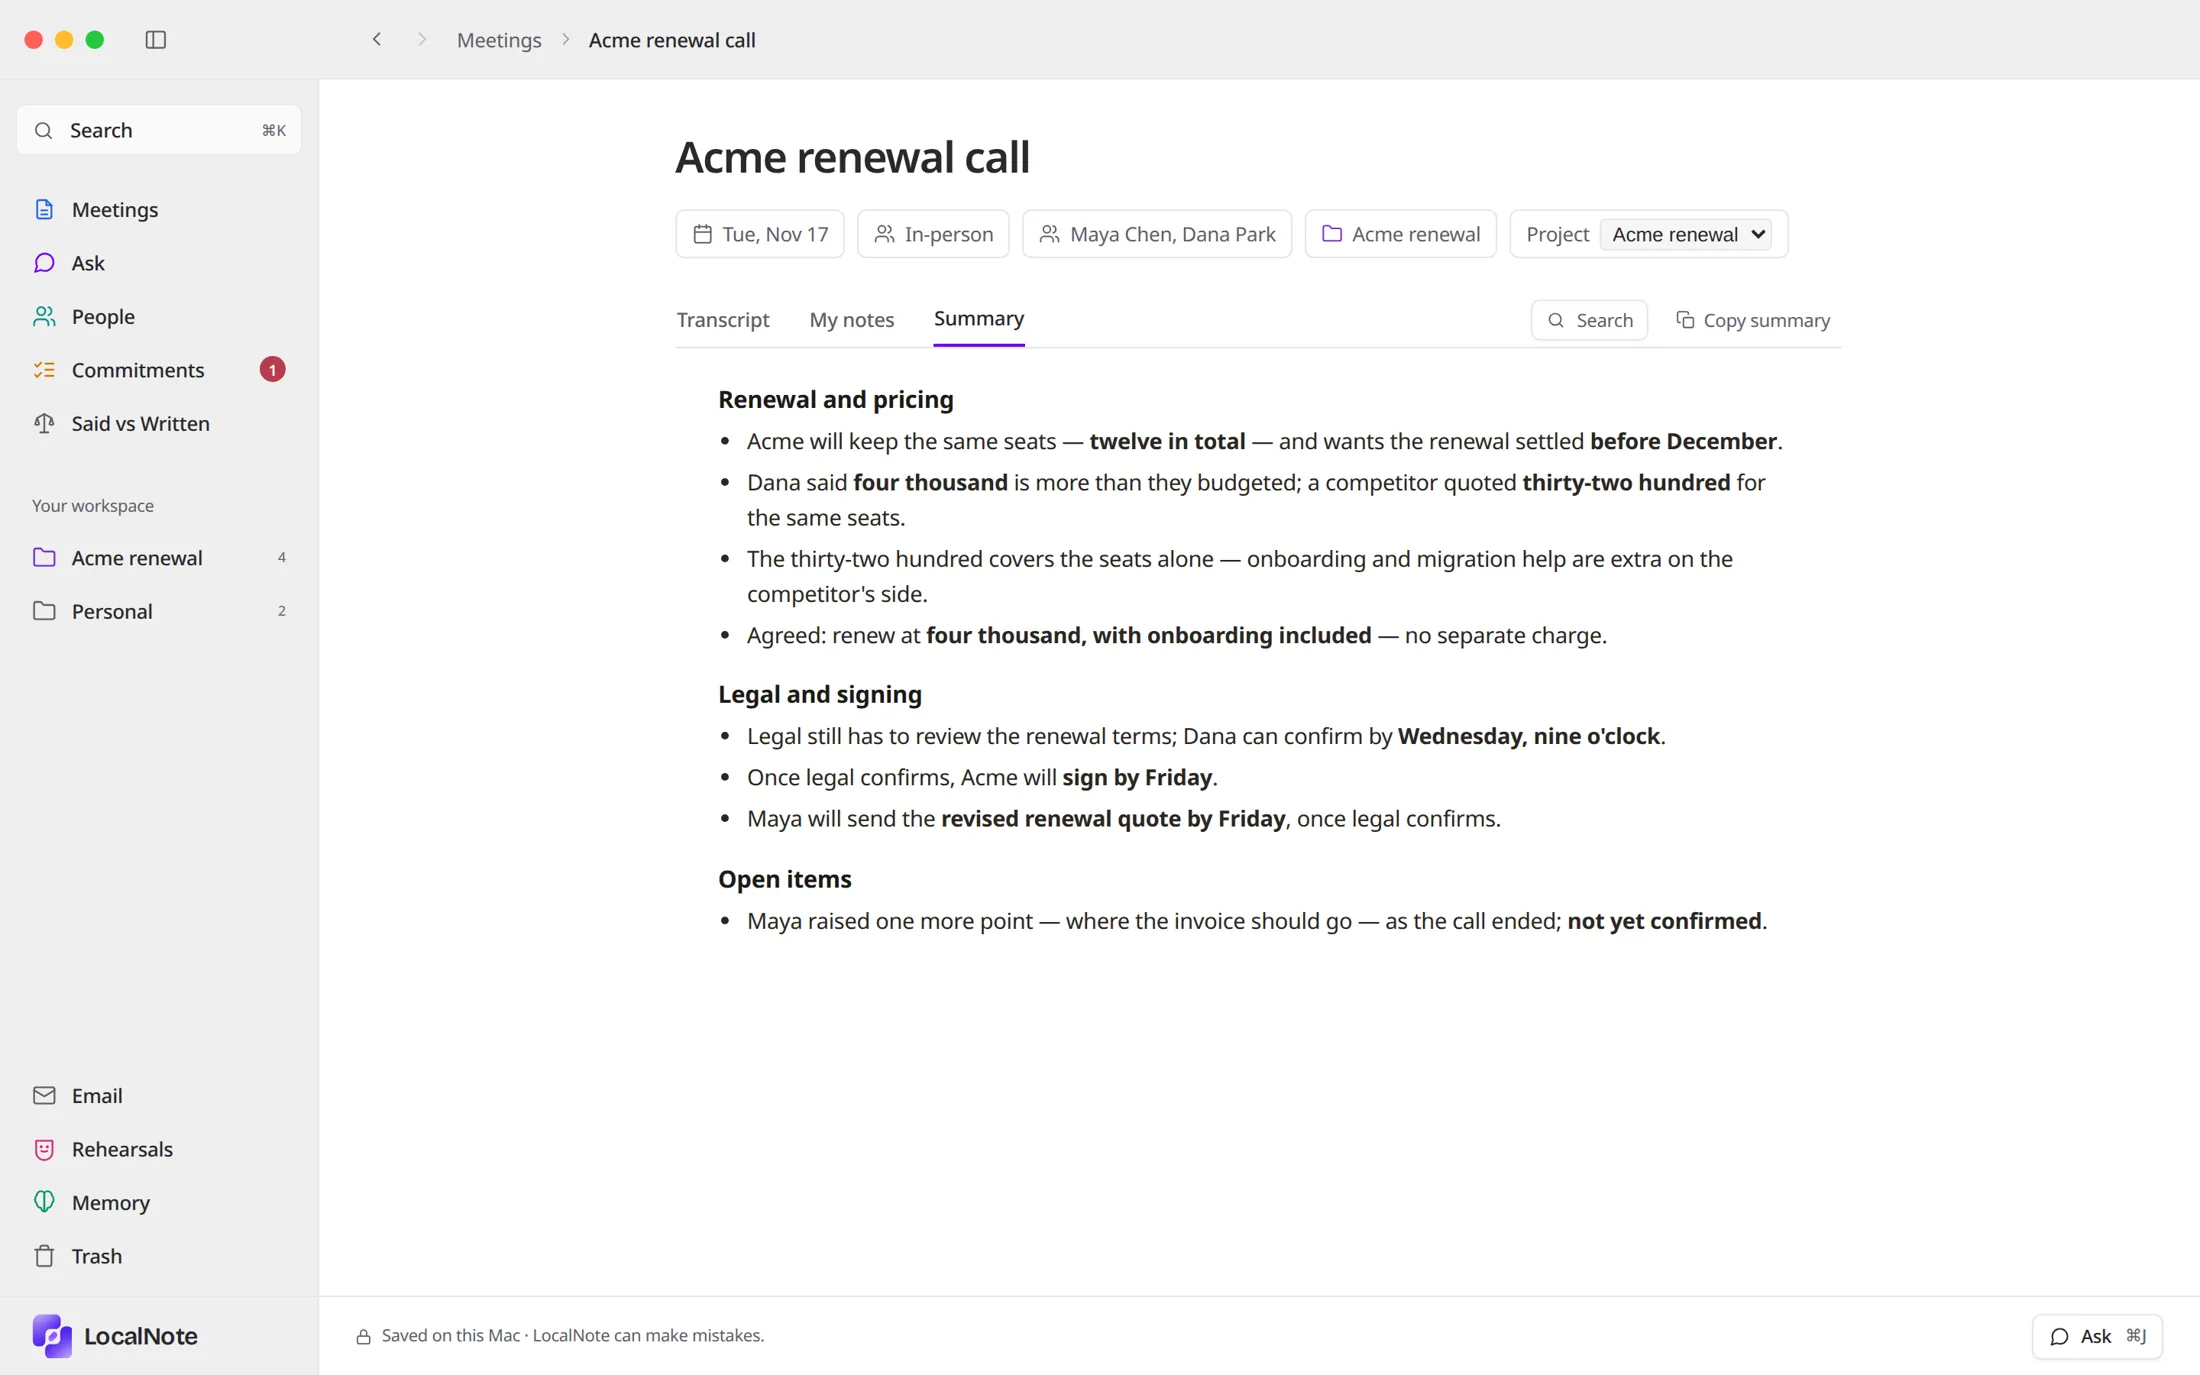 Meetings
Acme renewal call
Search ⌘K
Meetings
Ask
People
Commitments 1
Said vs Written
Your workspace
Acme renewal 4
Personal 2
Email
Rehearsals
Memory
Trash
LocalNote
Acme renewal call
Tue, Nov 17
In-person
Maya Chen, Dana Park
Acme renewal
Project Acme renewal
Transcript
My notes
Summary
Search
Copy summary
Renewal and pricing
• Acme will keep the same seats — twelve in total — and wants the renewal settled before December.
• Dana said four thousand is more than they budgeted; a competitor quoted thirty-two hundred for
the same seats.
• The thirty-two hundred covers the seats alone — onboarding and migration help are extra on the
competitor's side.
• Agreed: renew at four thousand, with onboarding included — no separate charge.
Legal and signing
• Legal still has to review the renewal terms; Dana can confirm by Wednesday, nine o'clock.
• Once legal confirms, Acme will sign by Friday.
• Maya will send the revised renewal quote by Friday, once legal confirms.
Open items
• Maya raised one more point — where the invoice should go — as the call ended; not yet confirmed.
Saved on this Mac · LocalNote can make mistakes.
Ask ⌘J